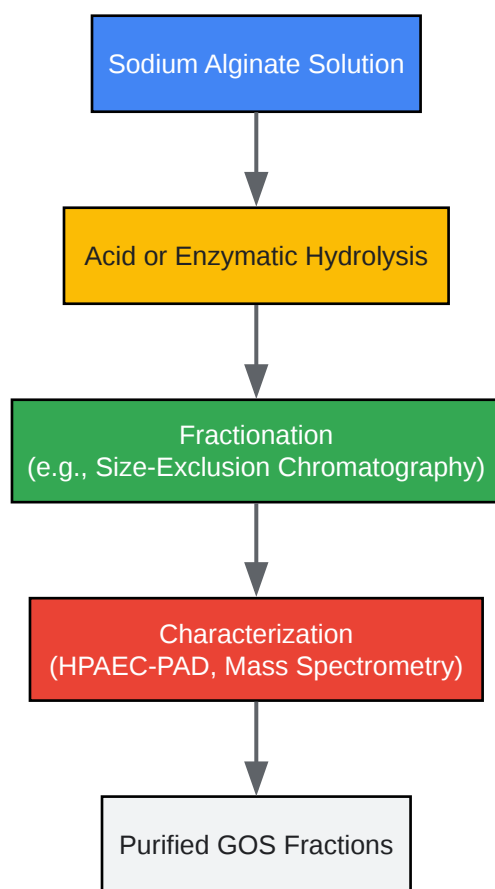 Sodium Alginate Solution
Acid or Enzymatic Hydrolysis
Fractionation
(e.g., Size-Exclusion Chromatography)
Characterization
(HPAEC-PAD, Mass Spectrometry)
Purified GOS Fractions